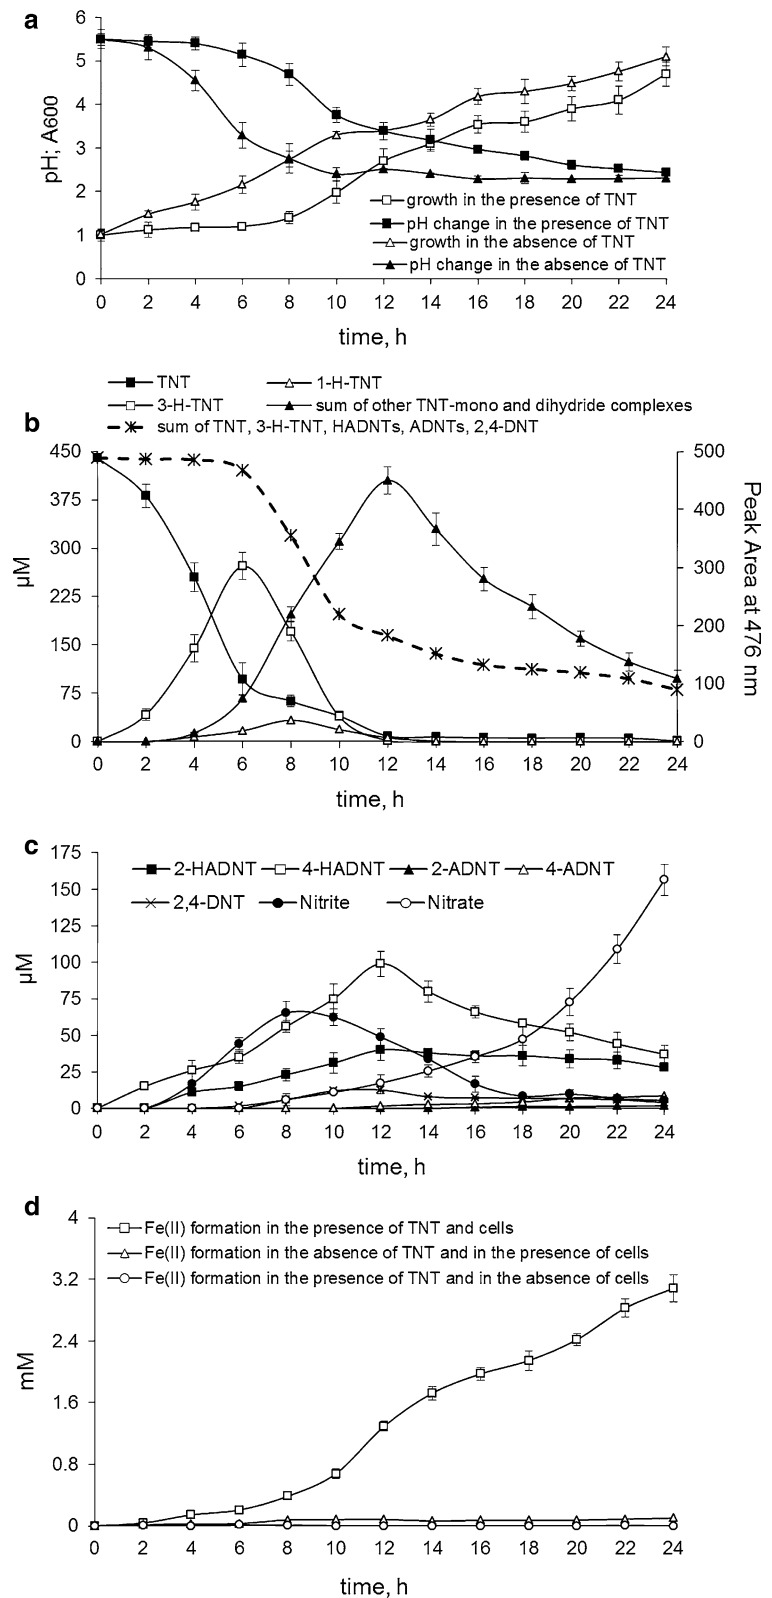 a
6
5
4
3
2
1
0
pH; A600
growth in the presence of TNT
pH change in the presence of TNT
growth in the absence of TNT
pH change in the absence of TNT
0 2 4 6 8 10 12 14 16 18 20 22 24
time, h
TNT 1-H-TNT
3-H-TNT sum of other TNT-mono and dihydride complexes
b sum of TNT, 3-H-TNT, HADNTs, ADNTs, 2,4-DNT
450 500
375 400
300 300
225
150 200
75 100
0 0
µM
Peak Area at 476 nm
0 2 4 6 8 10 12 14 16 18 20 22 24
time, h
c
175
150
125
100
75
50
25
0
µM
2-HADNT 4-HADNT 2-ADNT 4-ADNT
2,4-DNT Nitrite Nitrate
0 2 4 6 8 10 12 14 16 18 20 22 24
time, h
d
4
3.2
2.4
1.6
0.8
0
mM
Fe(II) formation in the presence of TNT and cells
Fe(II) formation in the absence of TNT and in the presence of cells
Fe(II) formation in the presence of TNT and in the absence of cells
0 2 4 6 8 10 12 14 16 18 20 22 24
time, h